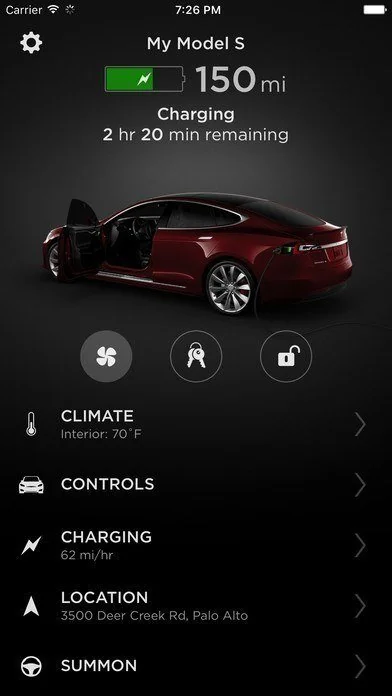 Carrier 7:26 PM
My Model S
150 mi
Charging
2 hr 20 min remaining
CLIMATE
Interior: 70°F
CONTROLS
CHARGING
62 mi/hr
LOCATION
3500 Deer Creek Rd, Palo Alto
SUMMON